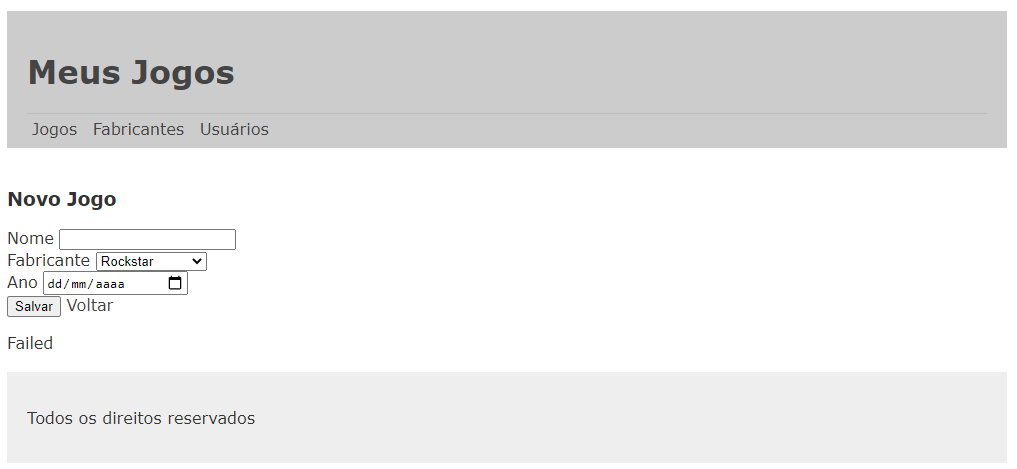 Meus Jogos
Jogos Fabricantes Usuários
Novo Jogo
Nome
Fabricante Rockstar
Ano dd/mm/aaaa
Salvar Voltar
Failed
Todos os direitos reservados